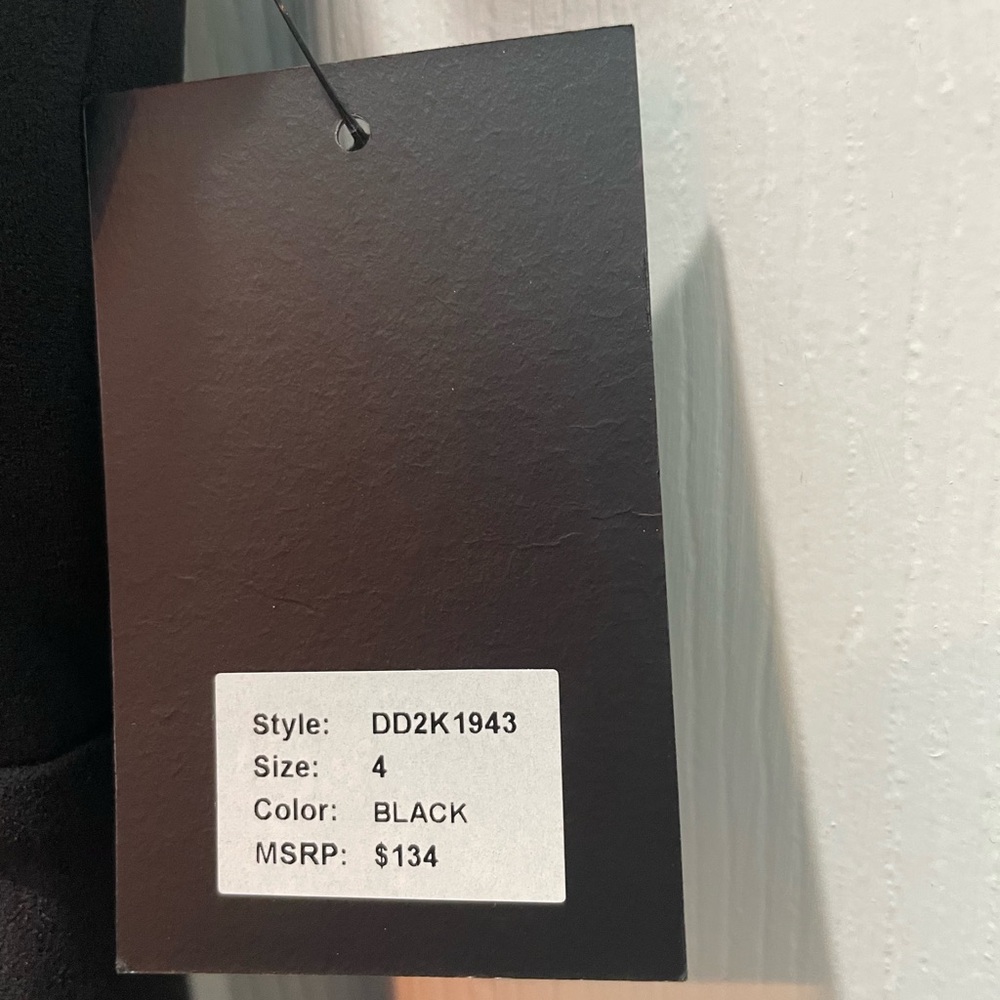 Style: DD2K1943
Size: 4
Color: BLACK
MSRP: $134